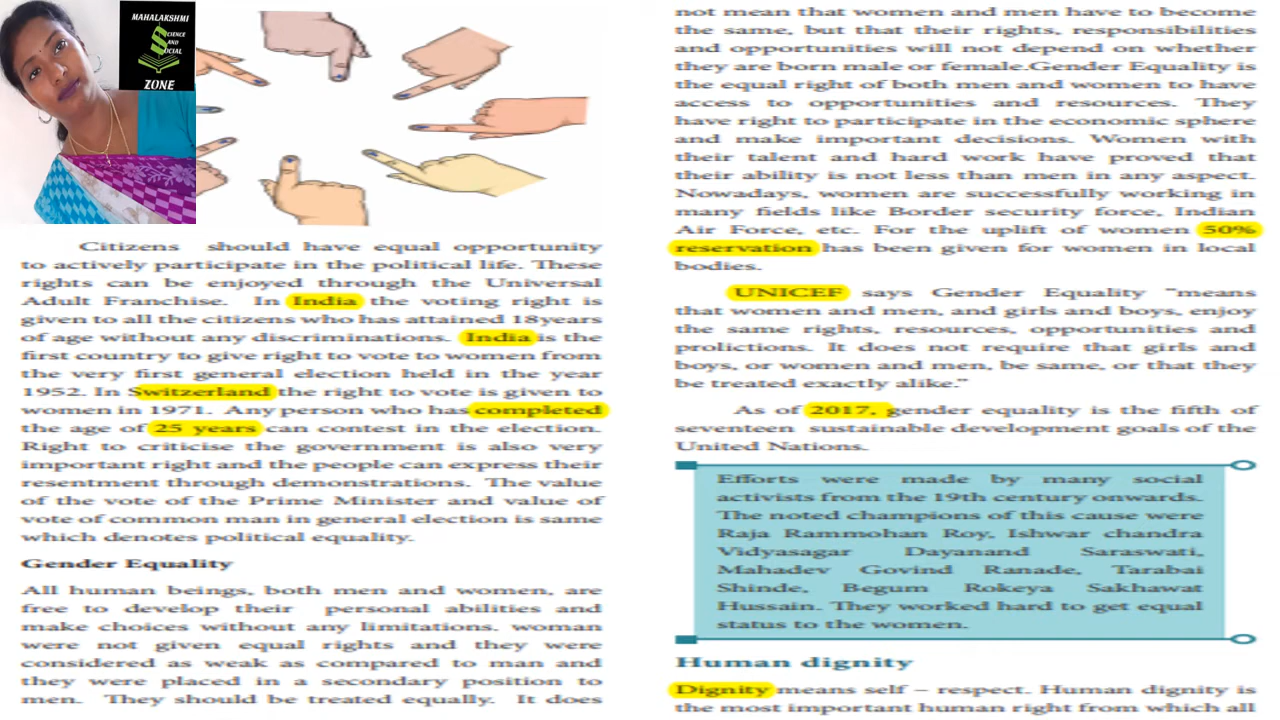 MAHALAKSHMI
SCIENCE
AND
SOCIAL
ZONE
Citizens should have equal opportunity
to actively participate in the political life. These
rights can be enjoyed through the Universal
Adult Franchise. In India the voting right is
given to all the citizens who has attained 18years
of age without any discriminations. India is the
first country to give right to vote to women from
the very first general election held in the year
1952. In Switzerland the right to vote is given to
women in 1971. Any person who has completed
the age of 25 years can contest in the election.
Right to criticise the government is also very
important right and the people can express their
resentment through demonstrations. The value
of the vote of the Prime Minister and value of
vote of common man in general election is same
which denotes political equality.
Gender Equality
All human beings, both men and women, are
free to develop their personal abilities and
make choices without any limitations. woman
were not given equal rights and they were
considered as weak as compared to man and
they were placed in a secondary position to
men. They should be treated equally. It does
not mean that women and men have to become
the same, but that their rights, responsibilities
and opportunities will not depend on whether
they are born male or female.Gender Equality is
the equal right of both men and women to have
access to opportunities and resources. They
have right to participate in the economic sphere
and make important decisions. Women with
their talent and hard work have proved that
their ability is not less than men in any aspect.
Nowadays, women are successfully working in
many fields like Border security force, Indian
Air Force, etc. For the uplift of women 50%
reservation has been given for women in local
bodies.
UNICEF says Gender Equality "means
that women and men, and girls and boys, enjoy
the same rights, resources, opportunities and
prolictions. It does not require that girls and
boys, or women and men, be same, or that they
be treated exactly alike.”
As of 2017, gender equality is the fifth of
seventeen sustainable development goals of the
United Nations.
Efforts were made by many social
activists from the 19th century onwards.
The noted champions of this cause were
Raja Rammohan Roy, Ishwar chandra
Vidyasagar Dayanand Saraswati,
Mahadev Govind Ranade, Tarabai
Shinde, Begum Rokeya Sakhawat
Hussain. They worked hard to get equal
status to the women.
Human dignity
Dignity means self – respect. Human dignity is
the most important human right from which all